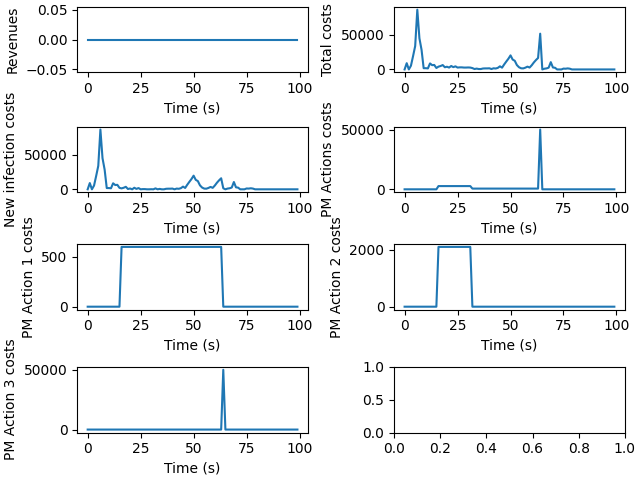 Revenues
0.05
0.00
−0.05
0 25 50 75 100
Time (s)
Total costs
50000
0
0 25 50 75 100
Time (s)
New infection costs
50000
0
0 25 50 75 100
Time (s)
PM Actions costs
50000
0
0 25 50 75 100
Time (s)
PM Action 1 costs
500
0
0 25 50 75 100
Time (s)
PM Action 2 costs
2000
0
0 25 50 75 100
Time (s)
PM Action 3 costs
50000
0
0 25 50 75 100
Time (s)
1.0
0.5
0.0
0.0 0.2 0.4 0.6 0.8 1.0